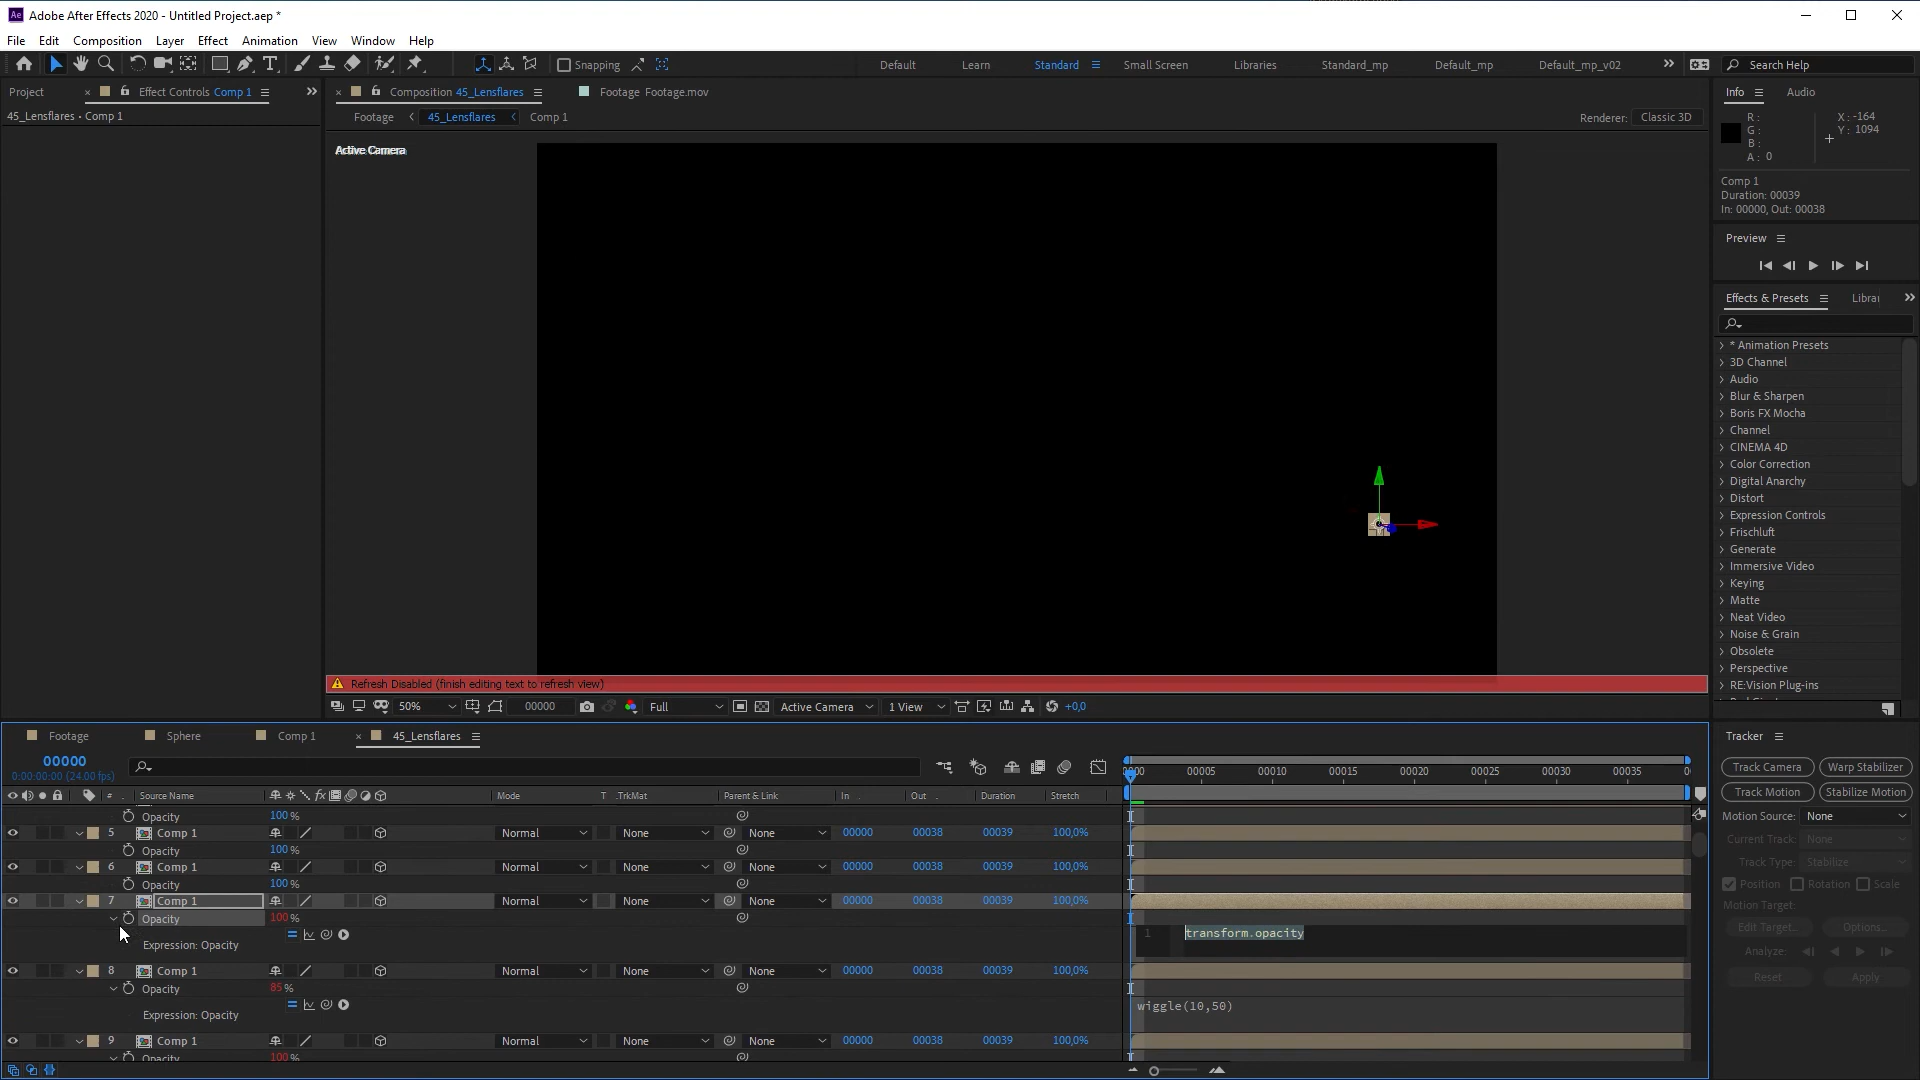 Ae Adobe After Effects 2020 - Untitled Project.aep *
File Edit Composition Layer Effect Animation View Window Help
Snapping Default Learn Standard Small Screen Libraries Standard_mp Default_mp Default_mp_v02 Search Help
Project Effect Controls Comp 1
45_Lensflares • Comp 1
Composition 45_Lensflares Footage Footage.mov
Footage 45_Lensflares Comp 1
Renderer: Classic 3D
Active Camera
Refresh Disabled (finish editing text to refresh view)
50% 00000 Full Active Camera 1 View +0,0
Info Audio
R: X: -164
G: Y: 1094
B:
A: 0
Comp 1
Duration: 00039
In: 00000, Out: 00038
Preview
Effects & Presets
* Animation Presets
3D Channel
Audio
Blur & Sharpen
Boris FX Mocha
Channel
CINEMA 4D
Color Correction
Digital Anarchy
Distort
Expression Controls
Frischluft
Generate
Immersive Video
Keying
Matte
Neat Video
Noise & Grain
Obsolete
Perspective
RE:Vision Plug-ins
Footage Sphere Comp 1 45_Lensflares
00000
0:00:00:00 (24.00 fps)
00005 00010 00015 00020 00025 00030 00035
# Source Name fx Mode T .TrkMat Parent & Link In Out Duration Stretch
Opacity 100%
5 Comp 1 Normal None None 00000 00038 00039 100,0%
Opacity 100%
6 Comp 1 Normal None None 00000 00038 00039 100,0%
Opacity 100%
7 Comp 1 Normal None None 00000 00038 00039 100,0%
Opacity 100%
Expression: Opacity
1 transform.opacity
8 Comp 1 Normal None None 00000 00038 00039 100,0%
Opacity 85%
Expression: Opacity
wiggle(10,50)
9 Comp 1 Normal None None 00000 00038 00039 100,0%
Opacity 100%
Tracker
Track Camera Warp Stabilizer
Track Motion Stabilize Motion
Motion Source: None
Current Track: None
Track Type: Stabilize
Position Rotation Scale
Motion Target:
Edit Target... Options...
Analyze:
Reset Apply